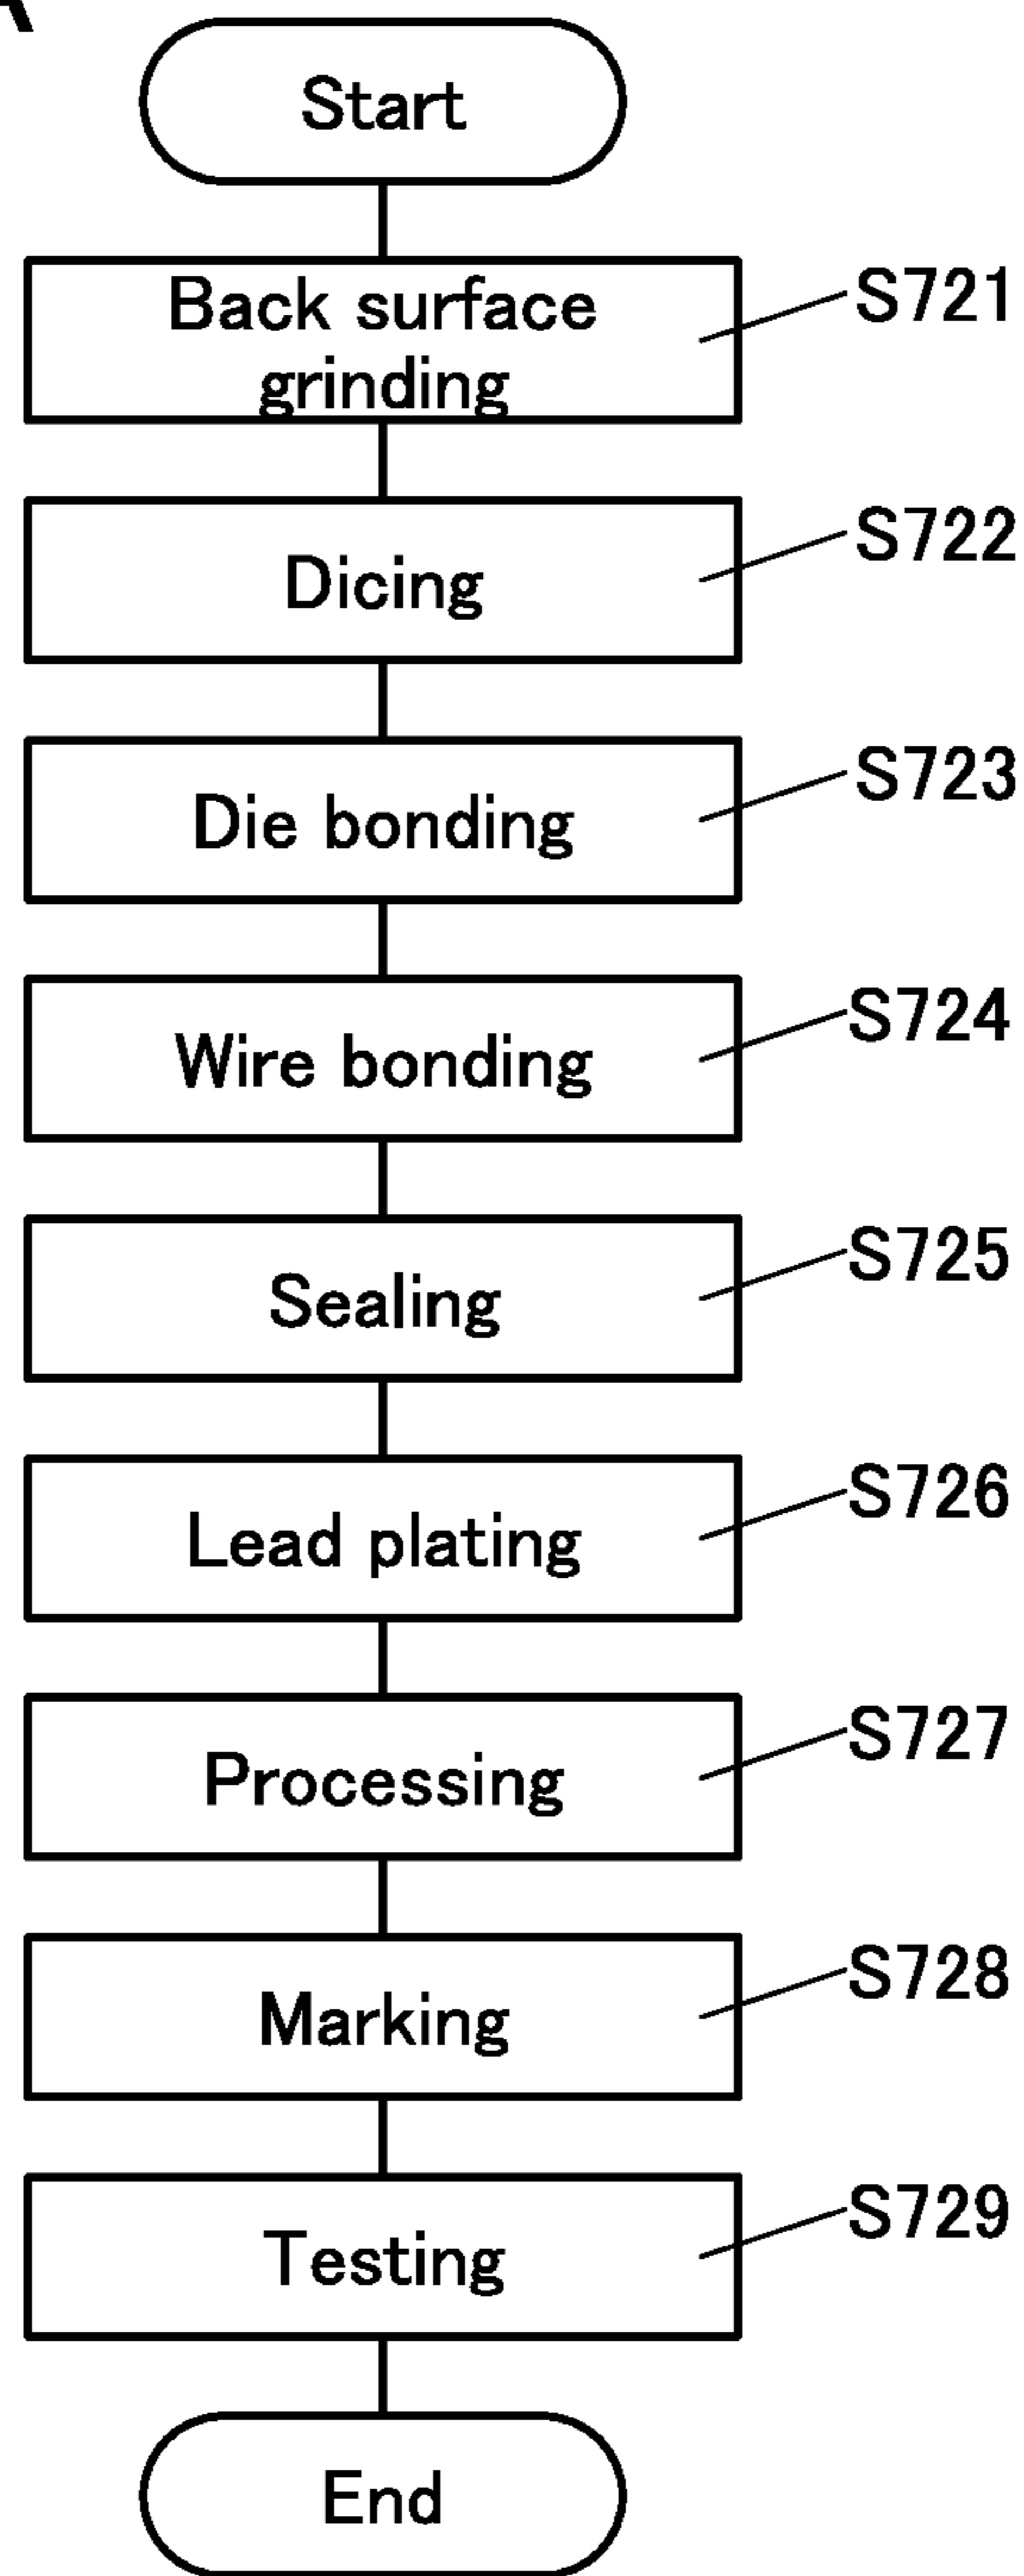 Start
Back surface
grinding
S721
Dicing
S722
Die bonding
S723
Wire bonding
S724
Sealing
S725
Lead plating
S726
Processing
S727
Marking
S728
Testing
S729
End